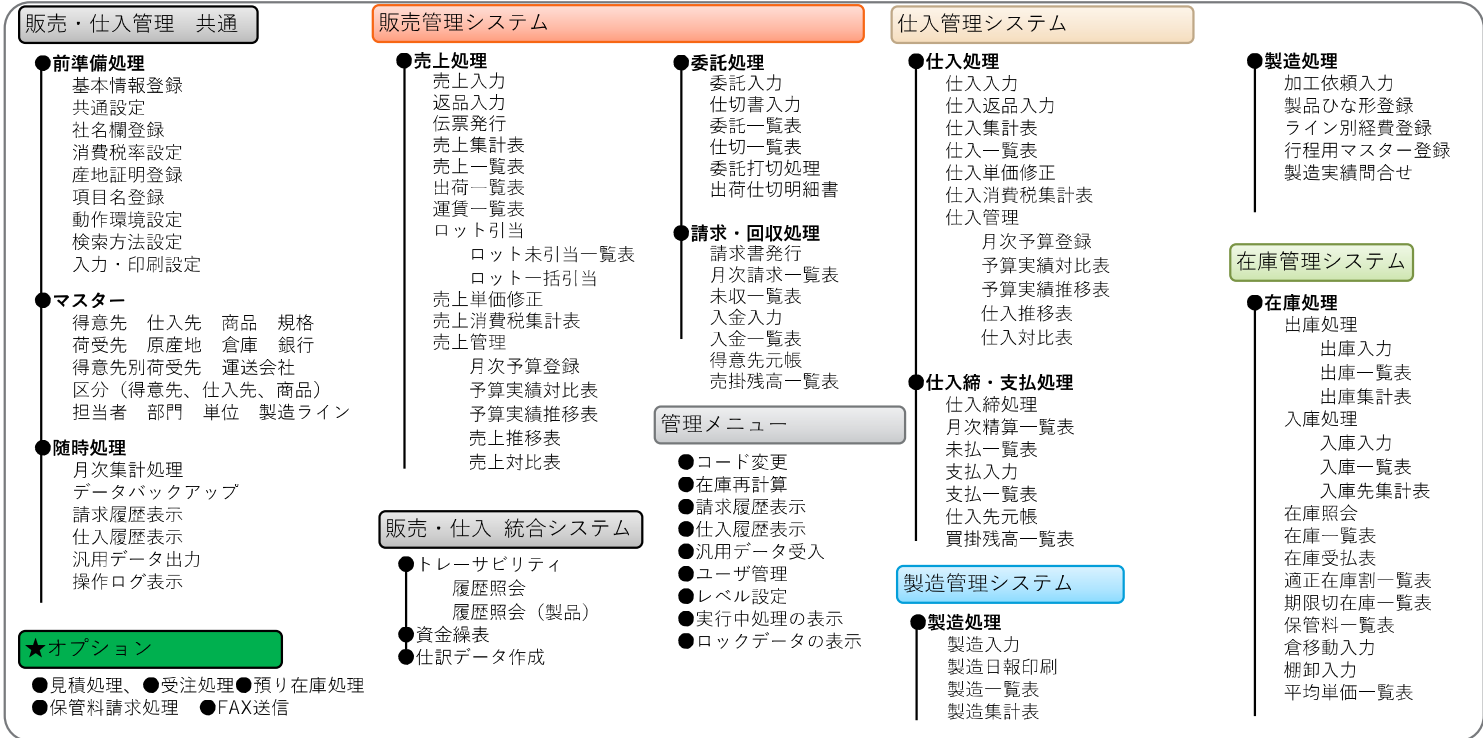 販売・仕入管理　共通
●前準備処理
基本情報登録
共通設定
社名欄登録
消費税率設定
産地証明登録
項目名登録
動作環境設定
検索方法設定
入力・印刷設定
●マスター
得意先　仕入先　商品　規格
荷受先　原産地　倉庫　銀行
得意先別荷受先　運送会社
区分（得意先、仕入先、商品）
担当者　部門　単位　製造ライン
●随時処理
月次集計処理
データバックアップ
請求履歴表示
仕入履歴表示
汎用データ出力
操作ログ表示
★オプション
●見積処理、●受注処理●預り在庫処理
●保管料請求処理　●FAX送信
販売管理システム
●売上処理
売上入力
返品入力
伝票発行
売上集計表
売上一覧表
出荷一覧表
運賃一覧表
ロット引当
ロット未引当一覧表
ロット一括引当
売上単価修正
売上消費税集計表
売上管理
月次予算登録
予算実績対比表
予算実績推移表
売上推移表
売上対比表
販売・仕入 統合システム
●トレーサビリティ
履歴照会
履歴照会（製品）
●資金繰表
●仕訳データ作成
●委託処理
委託入力
仕切書入力
委託一覧表
仕切一覧表
委託打切処理
出荷仕切明細書
●請求・回収処理
請求書発行
月次請求一覧表
未収一覧表
入金入力
入金一覧表
得意先元帳
売掛残高一覧表
管理メニュー
●コード変更
●在庫再計算
●請求履歴表示
●仕入履歴表示
●汎用データ受入
●ユーザ管理
●レベル設定
●実行中処理の表示
●ロックデータの表示
仕入管理システム
●仕入処理
仕入入力
仕入返品入力
仕入集計表
仕入一覧表
仕入単価修正
仕入消費税集計表
仕入管理
月次予算登録
予算実績対比表
予算実績推移表
仕入推移表
仕入対比表
●仕入締・支払処理
仕入締処理
月次精算一覧表
未払一覧表
支払入力
支払一覧表
仕入先元帳
買掛残高一覧表
製造管理システム
●製造処理
製造入力
製造日報印刷
製造一覧表
製造集計表
●製造処理
加工依頼入力
製品ひな形登録
ライン別経費登録
行程用マスター登録
製造実績問合せ
在庫管理システム
●在庫処理
出庫処理
出庫入力
出庫一覧表
出庫集計表
入庫処理
入庫入力
入庫一覧表
入庫先集計表
在庫照会
在庫一覧表
在庫受払表
適正在庫割一覧表
期限切在庫一覧表
保管料一覧表
倉移動入力
棚卸入力
平均単価一覧表